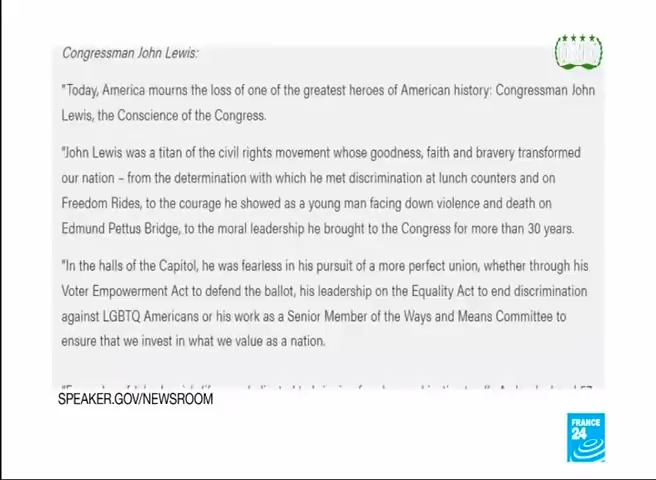 Congressman John Lewis:
"Today, America mourns the loss of one of the greatest heroes of American history: Congressman John
Lewis, the Conscience of the Congress.
"John Lewis was a titan of the civil rights movement whose goodness, faith and bravery transformed
our nation – from the determination with which he met discrimination at lunch counters and on
Freedom Rides, to the courage he showed as a young man facing down violence and death on
Edmund Pettus Bridge, to the moral leadership he brought to the Congress for more than 30 years.
"In the halls of the Capitol, he was fearless in his pursuit of a more perfect union, whether through his
Voter Empowerment Act to defend the ballot, his leadership on the Equality Act to end discrimination
against LGBTQ Americans or his work as a Senior Member of the Ways and Means Committee to
ensure that we invest in what we value as a nation.
SPEAKER.GOV/NEWSROOM
FRANCE
24